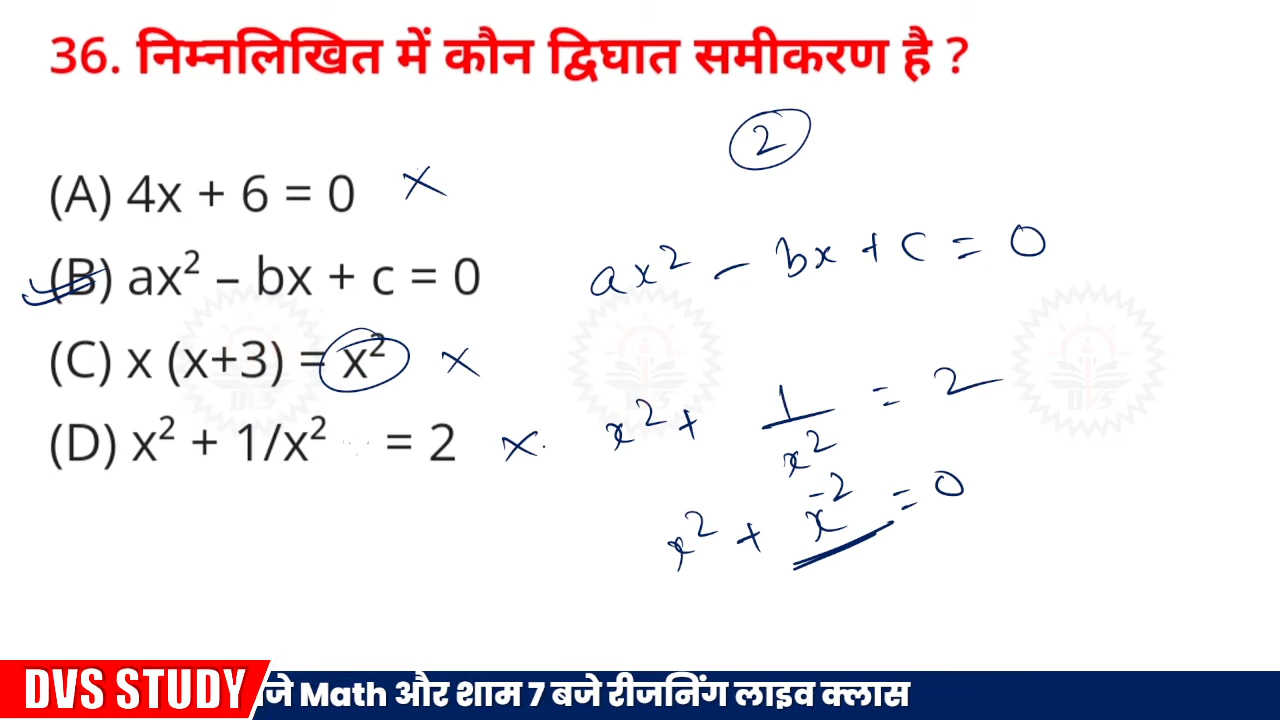 36. निम्नलिखित में कौन द्विघात समीकरण है ?
2
(A) 4x + 6 = 0 ×
(B) ax² – bx + c = 0
ax² - bx + c = 0
(C) x (x+3) = x² ×
x² + 1/x² = 2
(D) x² + 1/x² = 2 ×
x² + x⁻² = 0
DVS STUDY
जे Math और शाम 7 बजे रीजनिंग लाइव क्लास